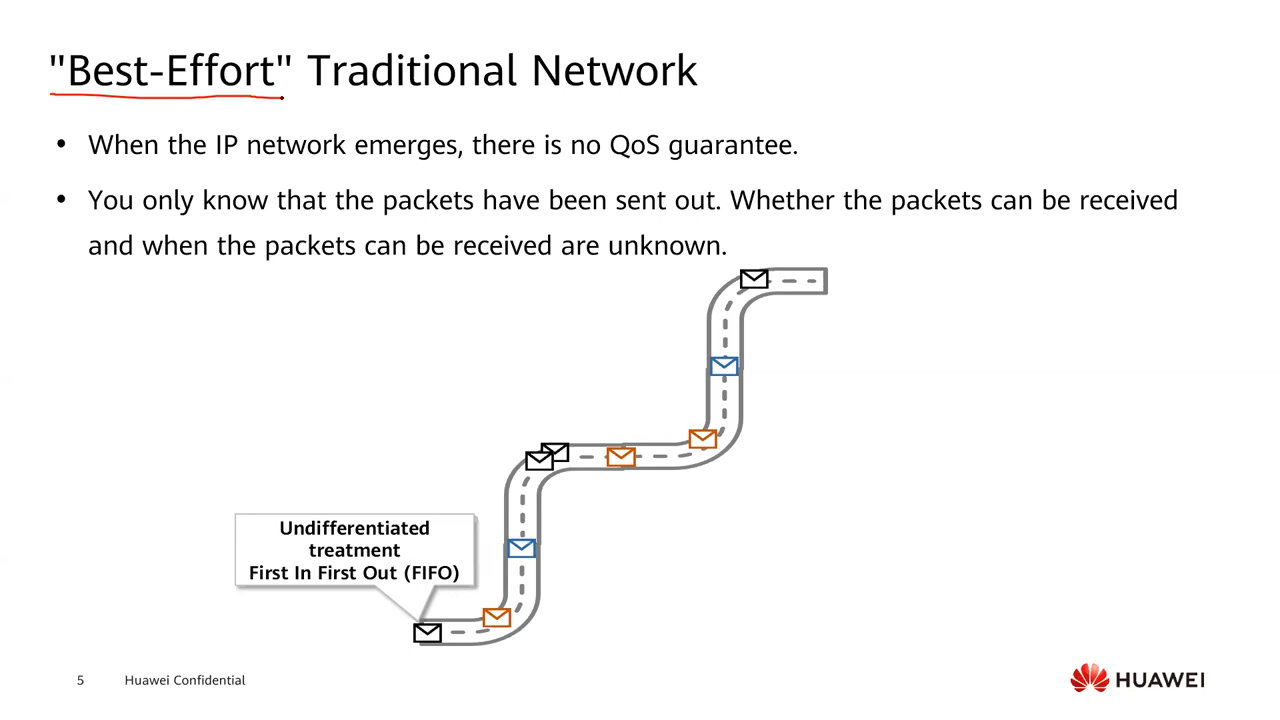 "Best-Effort" Traditional Network
• When the IP network emerges, there is no QoS guarantee.
• You only know that the packets have been sent out. Whether the packets can be received
and when the packets can be received are unknown.
Undifferentiated
treatment
First In First Out (FIFO)
5 Huawei Confidential
HUAWEI